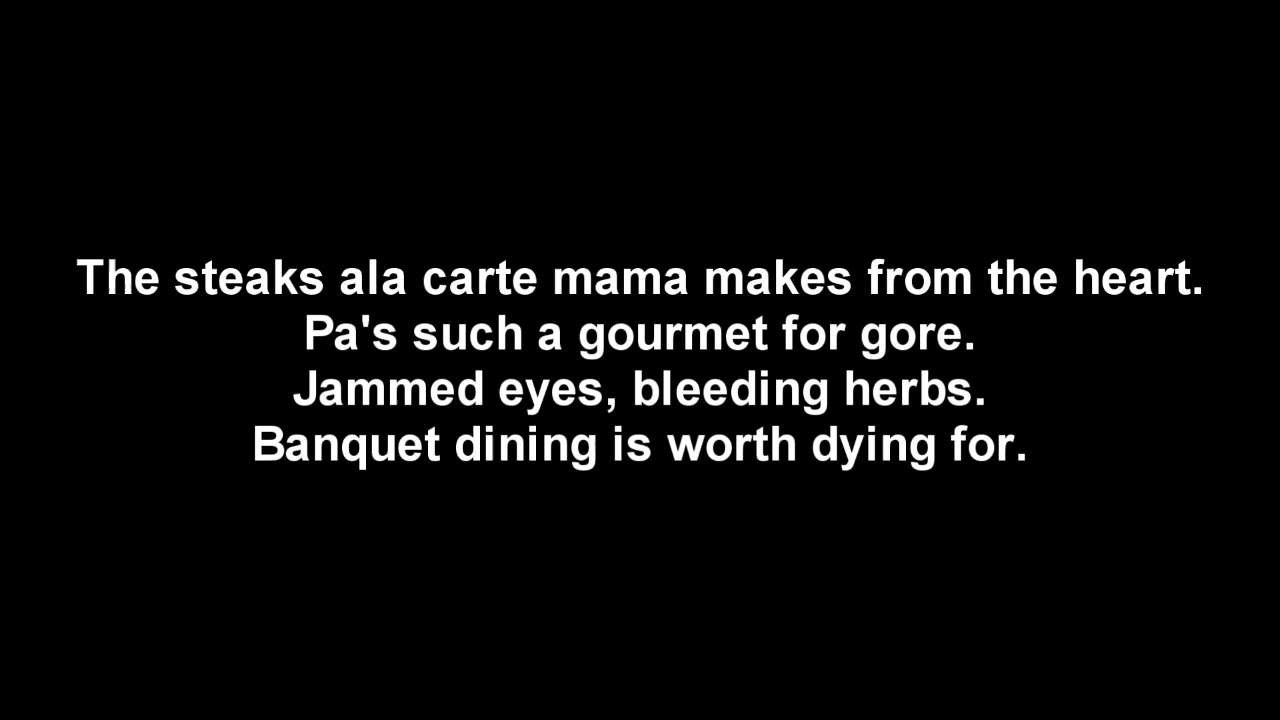 The steaks ala carte mama makes from the heart.
Pa's such a gourmet for gore.
Jammed eyes, bleeding herbs.
Banquet dining is worth dying for.